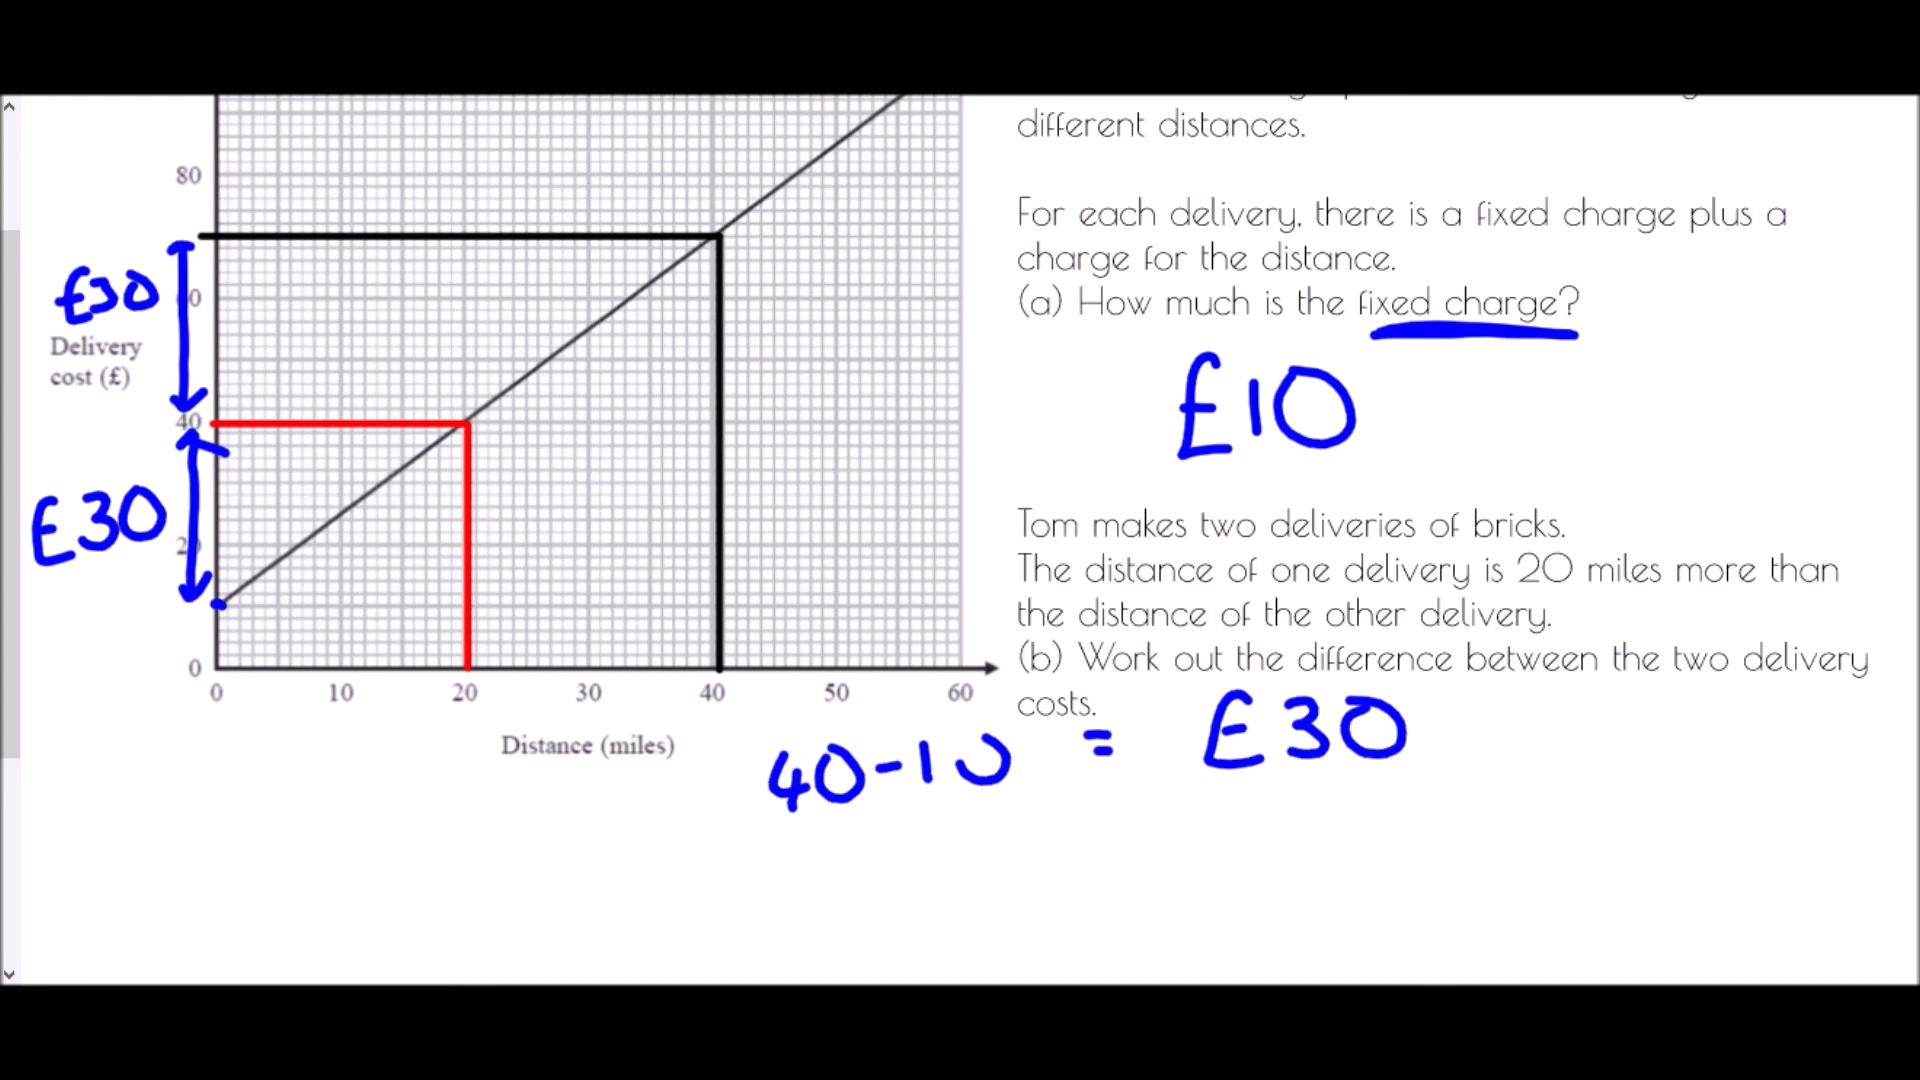 different distances.
80
For each delivery, there is a fixed charge plus a
charge for the distance.
(a) How much is the fixed charge?
£30
0
Delivery
cost (£)
£10
40
£30
2
Tom makes two deliveries of bricks.
The distance of one delivery is 20 miles more than
the distance of the other delivery.
(b) Work out the difference between the two delivery
costs.
0
0 10 20 30 40 50 60
Distance (miles)
40-10 = £30